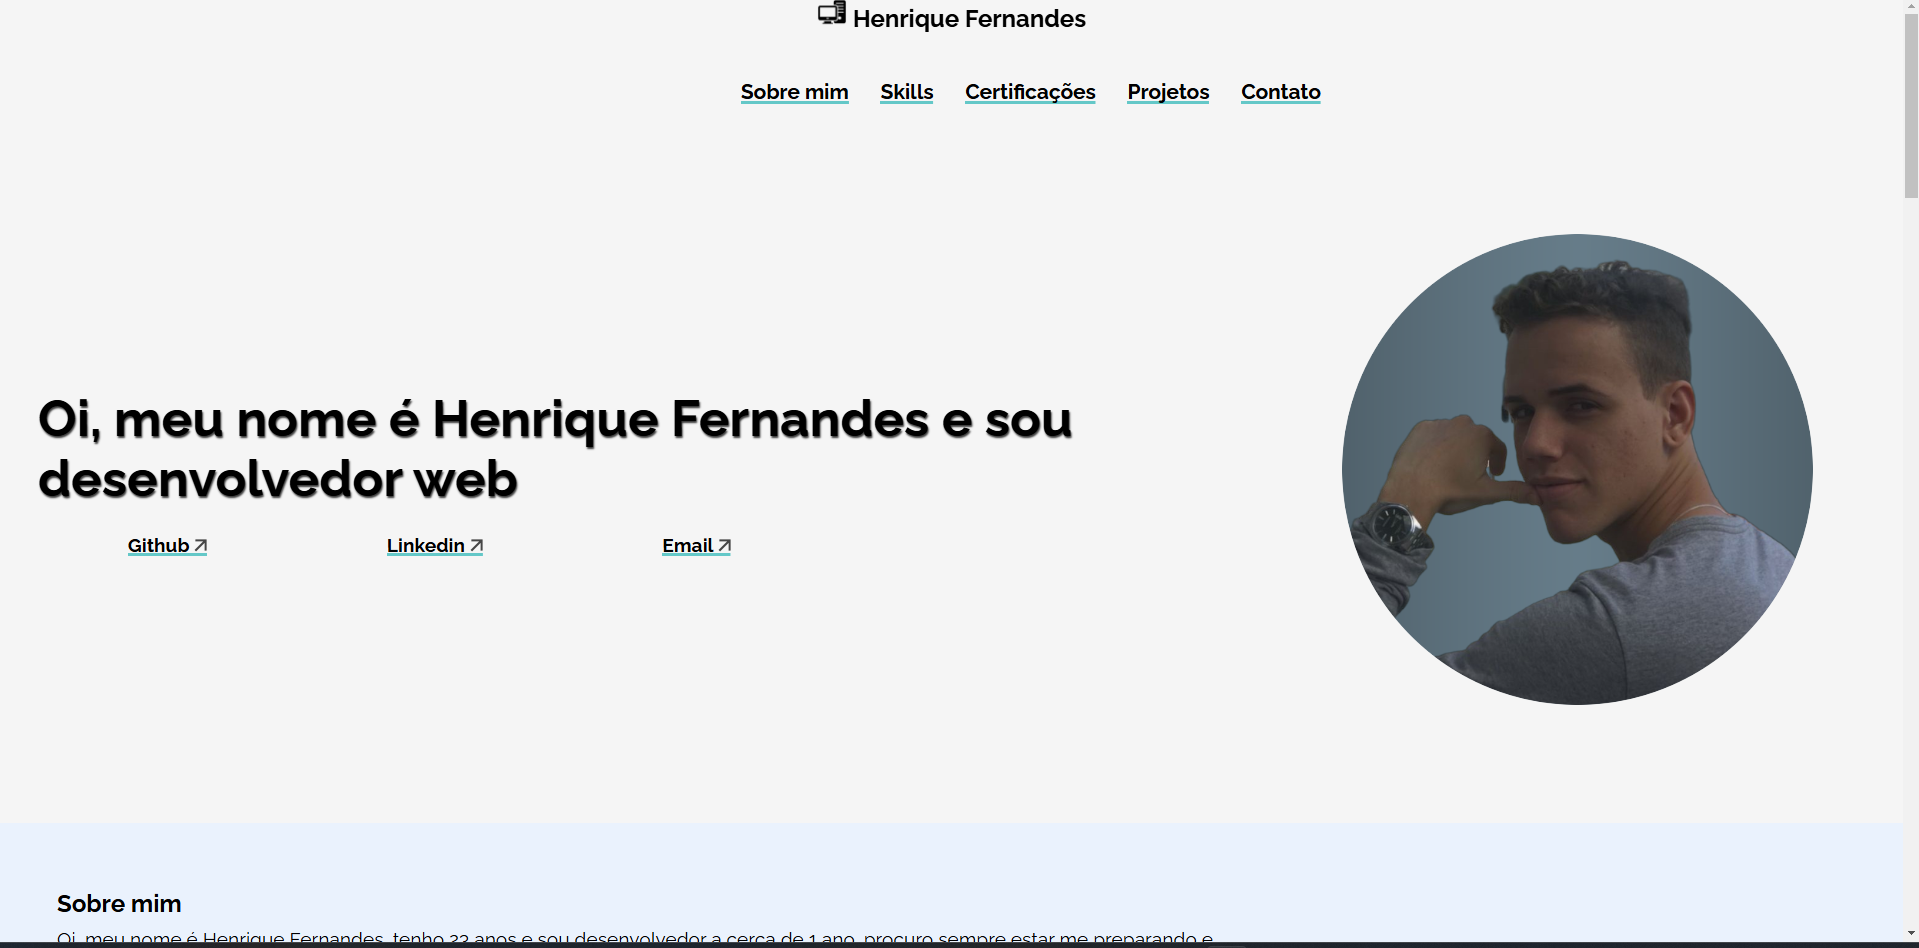 Henrique Fernandes
Sobre mim Skills Certificações Projetos Contato
Oi, meu nome é Henrique Fernandes e sou
desenvolvedor web
Github Linkedin Email
Sobre mim
Oi, meu nome é Henrique Fernandes, tenho 23 anos e sou desenvolvedor a cerca de 1 ano, procuro sempre estar me preparando e